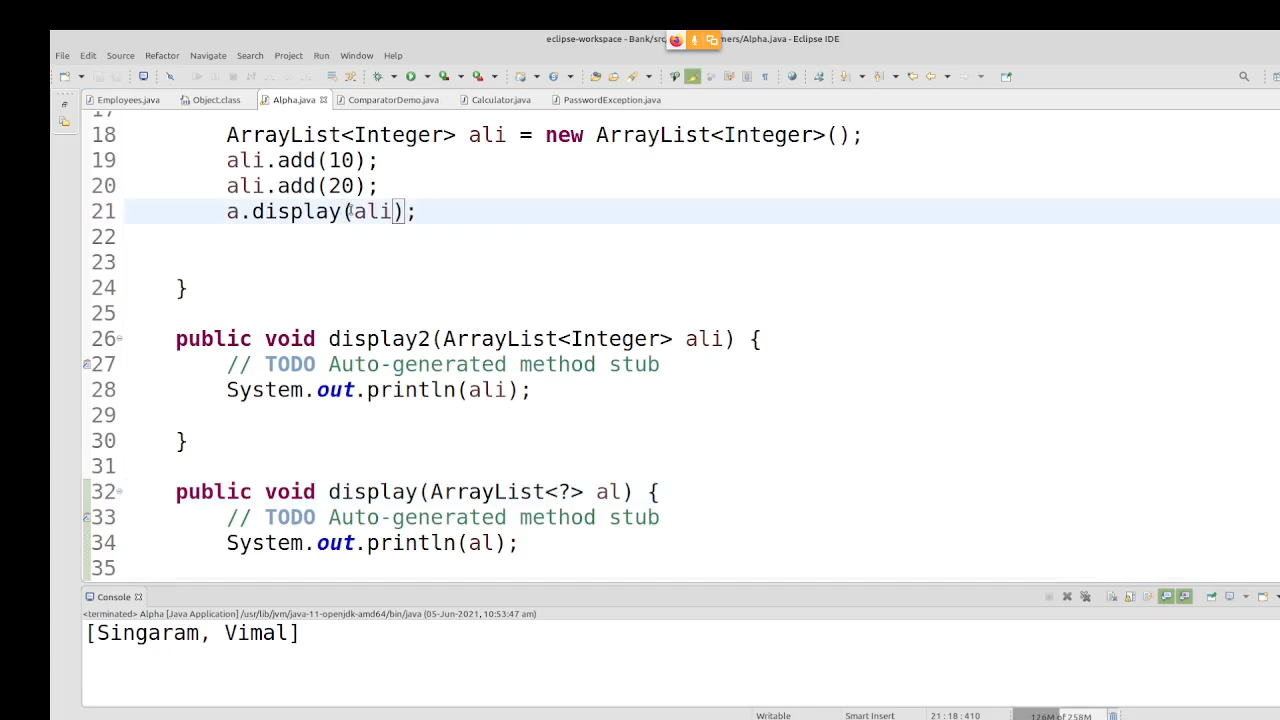 eclipse-workspace - Bank/src mers/Alpha.java - Eclipse IDE
File Edit Source Refactor Navigate Search Project Run Window Help
Employees.java Object.class Alpha.java ComparatorDemo.java Calculator.java PasswordException.java
17
18 ArrayList<Integer> ali = new ArrayList<Integer>();
19 ali.add(10);
20 ali.add(20);
21 a.display(ali);
22
23
24 }
25
26 public void display2(ArrayList<Integer> ali) {
27 // TODO Auto-generated method stub
28 System.out.println(ali);
29
30 }
31
32 public void display(ArrayList<?> al) {
33 // TODO Auto-generated method stub
34 System.out.println(al);
35
Console
<terminated> Alpha [Java Application] /usr/lib/jvm/java-11-openjdk-amd64/bin/java (05-Jun-2021, 10:53:47 am)
[Singaram, Vimal]
Writable Smart Insert 21 : 18 : 410 126M of 258M